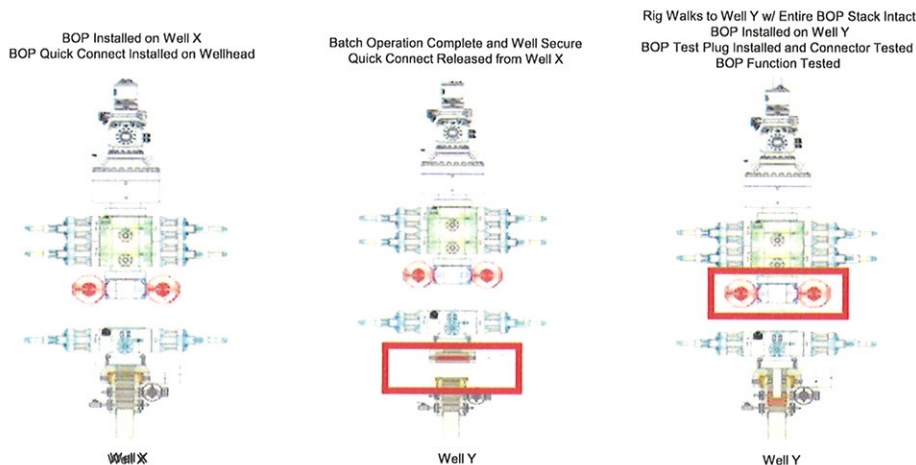 BOP Installed on Well X
BOP Quick Connect Installed on Wellhead
Batch Operation Complete and Well Secure
Quick Connect Released from Well X
Rig Walks to Well Y w/ Entire BOP Stack Intact
BOP Installed on Well Y
BOP Test Plug Installed and Connector Tested
BOP Function Tested
Well X
Well Y
Well Y